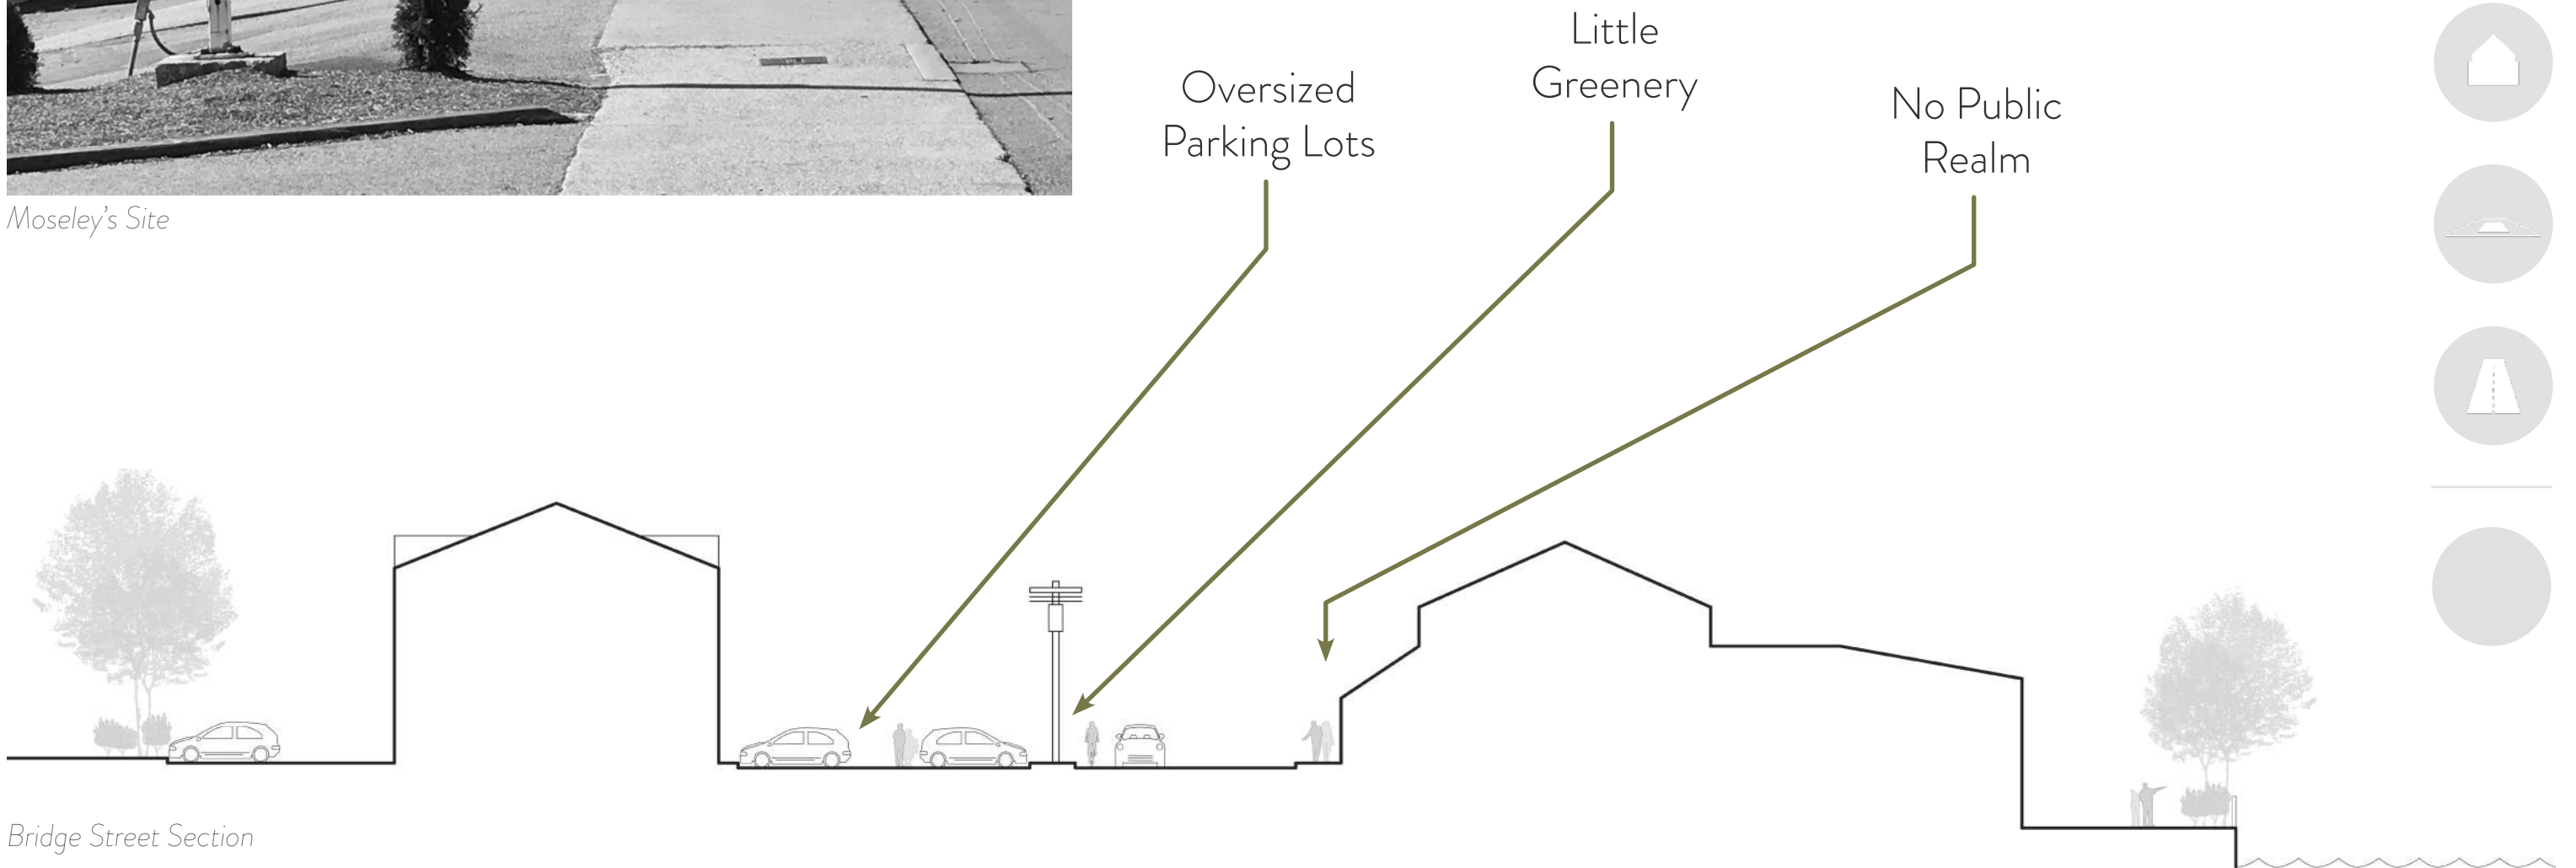 Little
Greenery
Oversized
Parking Lots
No Public
Realm
Moseley's Site
Bridge Street Section